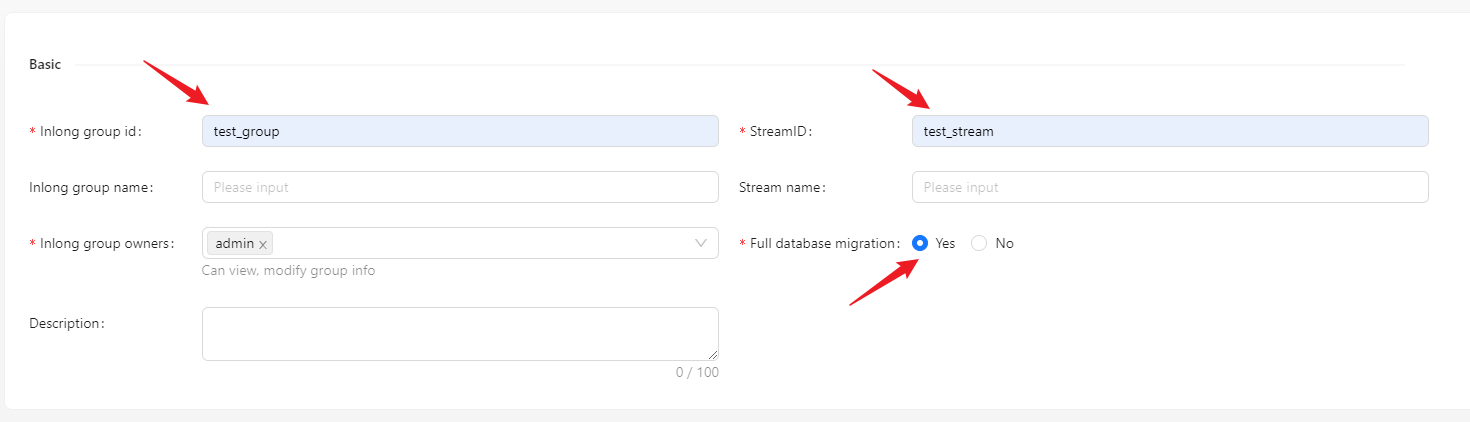 Basic
* Inlong group id: test_group
* StreamID: test_stream
Inlong group name: Please input
Stream name: Please input
* Inlong group owners: admin x
Can view, modify group info
* Full database migration: Yes No
Description:
0 / 100